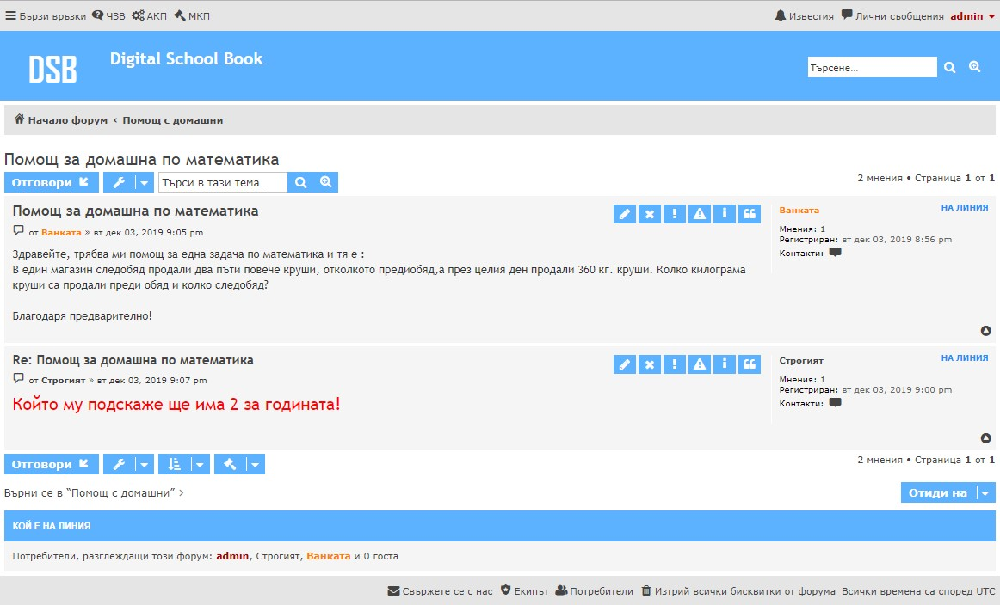 Бързи връзки ЧЗВ АКП МКП
Известия Лични съобщения admin
DSB
Digital School Book
Търсене…
Начало форум ‹ Помощ с домашни
Помощ за домашна по математика
Отговори Търси в тази тема…
2 мнения • Страница 1 от 1
Помощ за домашна по математика
от Ванката » вт дек 03, 2019 9:05 pm
Здравейте, трябва ми помощ за една задача по математика и тя е :
В един магазин следобяд продали два пъти повече круши, отколкото предиобяд,а през целия ден продали 360 кг. круши. Колко килограма
круши са продали преди обяд и колко следобяд?
Благодаря предварително!
Ванката
НА ЛИНИЯ
Мнения: 1
Регистриран: вт дек 03, 2019 8:56 pm
Контакти:
Re: Помощ за домашна по математика
от Строгият » вт дек 03, 2019 9:07 pm
Който му подскаже ще има 2 за годината!
Строгият
НА ЛИНИЯ
Мнения: 1
Регистриран: вт дек 03, 2019 9:00 pm
Контакти:
Отговори
2 мнения • Страница 1 от 1
Върни се в “Помощ с домашни”
Отиди на
КОЙ Е НА ЛИНИЯ
Потребители, разглеждащи този форум: admin, Строгият, Ванката и 0 госта
Свържете се с нас Екипът Потребители Изтрий всички бисквитки от форума Всички времена са според UTC